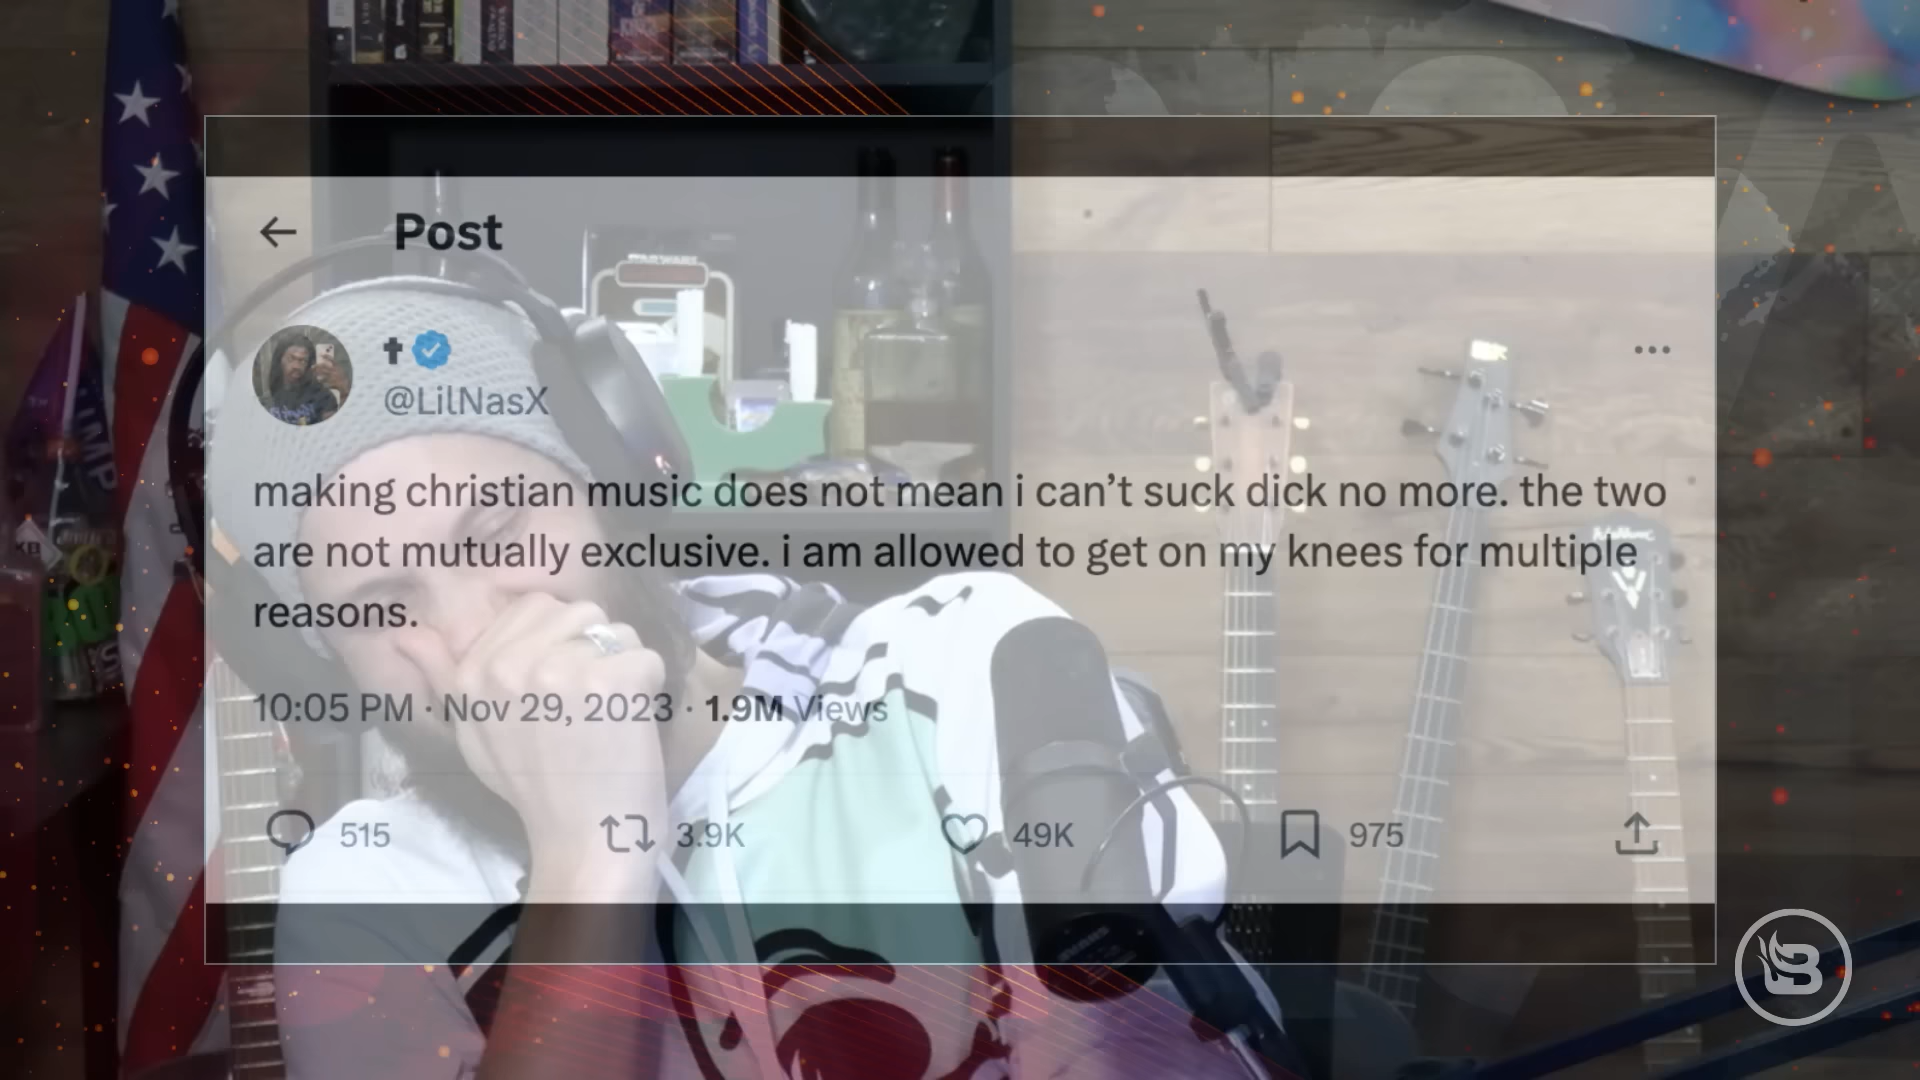 Post
@LilNasX
making christian music does not mean i can’t suck dick no more. the two
are not mutually exclusive. i am allowed to get on my knees for multiple
reasons.
10:05 PM · Nov 29, 2023 · 1.9M Views
515 3.9K 49K 975
B